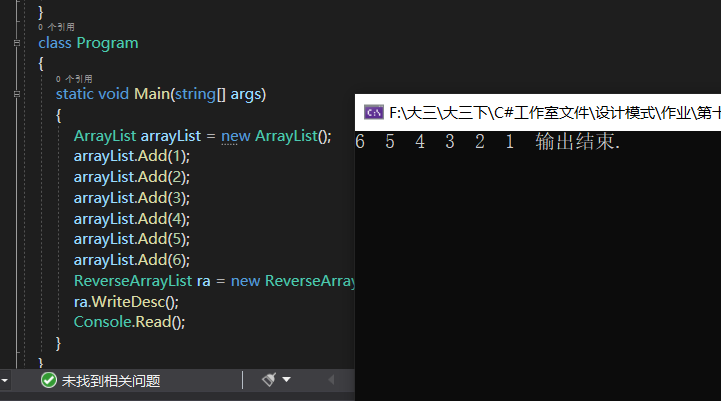 }
0 个引用
class Program
{
0 个引用
static void Main(string[] args)
{
ArrayList arrayList = new ArrayList();
arrayList.Add(1);
arrayList.Add(2);
arrayList.Add(3);
arrayList.Add(4);
arrayList.Add(5);
arrayList.Add(6);
ReverseArrayList ra = new ReverseArray
ra.WriteDesc();
Console.Read();
}
}
未找到相关问题
F:\大三\大三下\C#工作室文件\设计模式\作业\第十
6 5 4 3 2 1 输出结束.